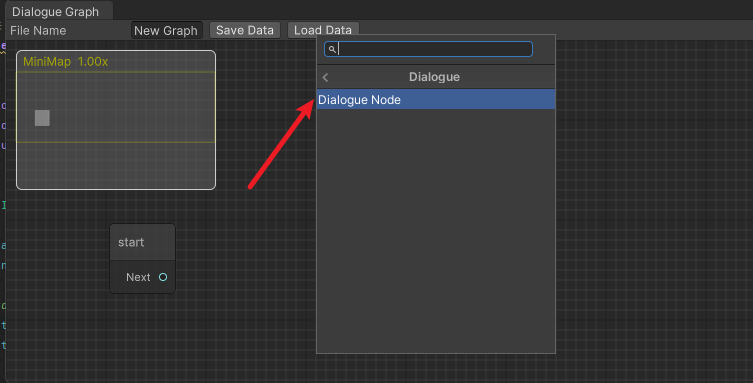 Dialogue Graph
File Name New Graph Save Data Load Data
MiniMap 1.00x
Dialogue
Dialogue Node
start
Next